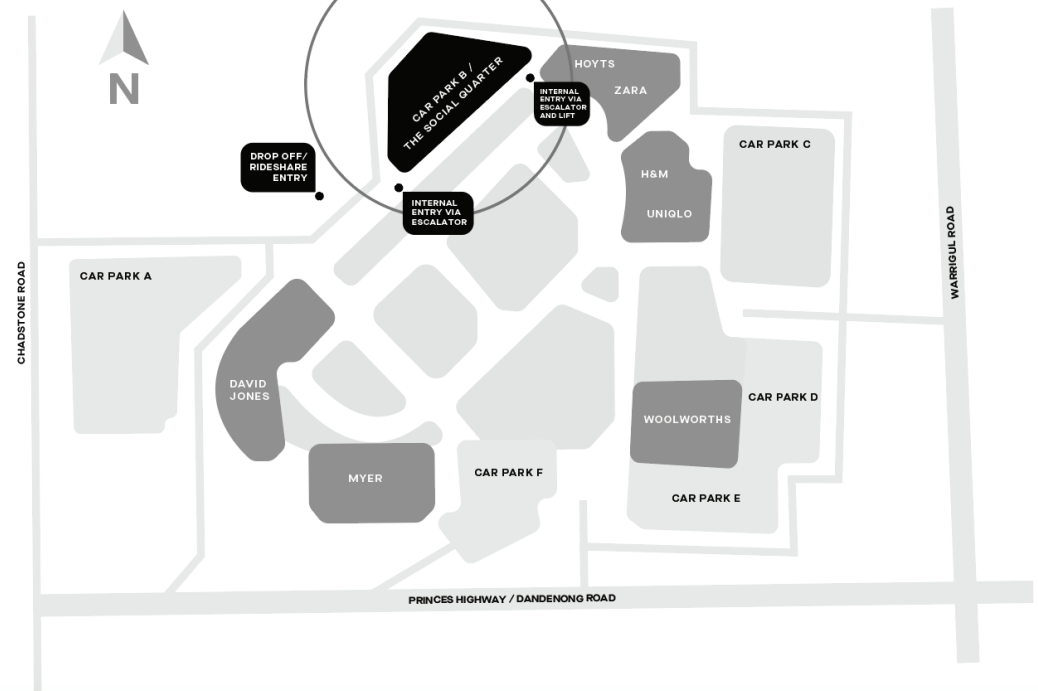 N
CAR PARK B /
THE SOCIAL QUARTER
HOYTS
ZARA
INTERNAL
ENTRY VIA
ESCALATOR
AND LIFT
DROP OFF/
RIDESHARE
ENTRY
INTERNAL
ENTRY VIA
ESCALATOR
H&M
UNIQLO
CAR PARK C
CAR PARK A
CHADSTONE ROAD
WARRIGUL ROAD
DAVID
JONES
MYER
CAR PARK F
WOOLWORTHS
CAR PARK D
CAR PARK E
PRINCES HIGHWAY / DANDENONG ROAD